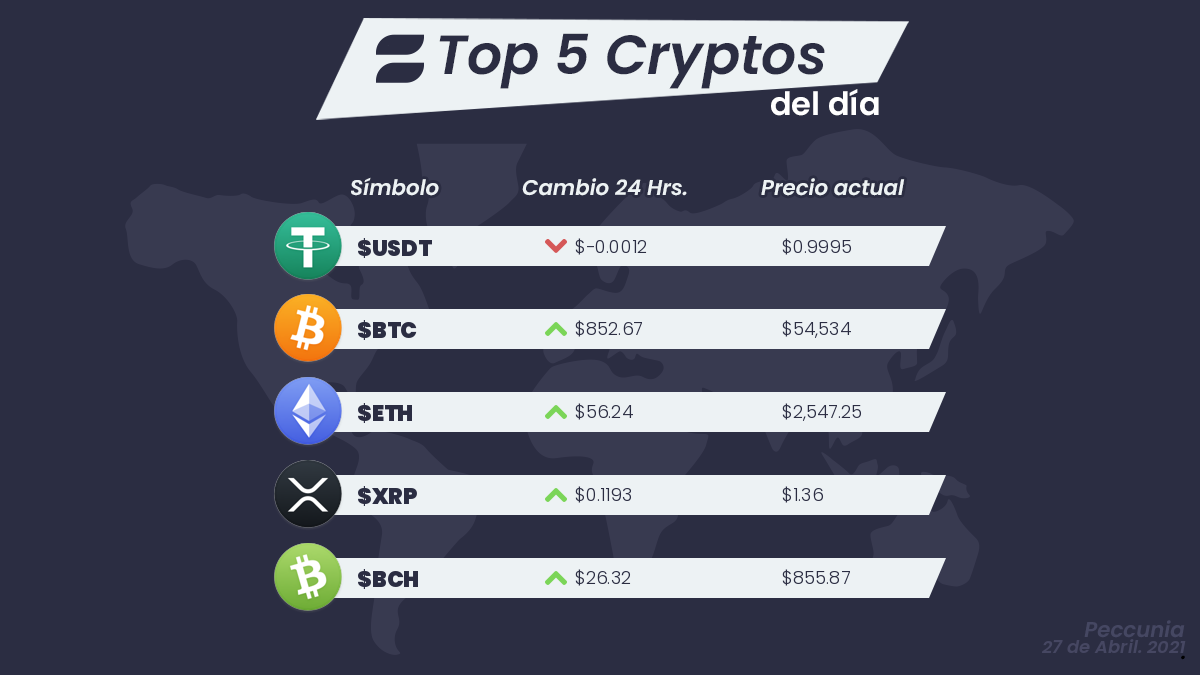 Top 5 Cryptos
del día
Símbolo Cambio 24 Hrs. Precio actual
$USDT $-0.0012 $0.9995
$BTC $852.67 $54,534
$ETH $56.24 $2,547.25
$XRP $0.1193 $1.36
$BCH $26.32 $855.87
Peccunia
27 de Abril. 2021